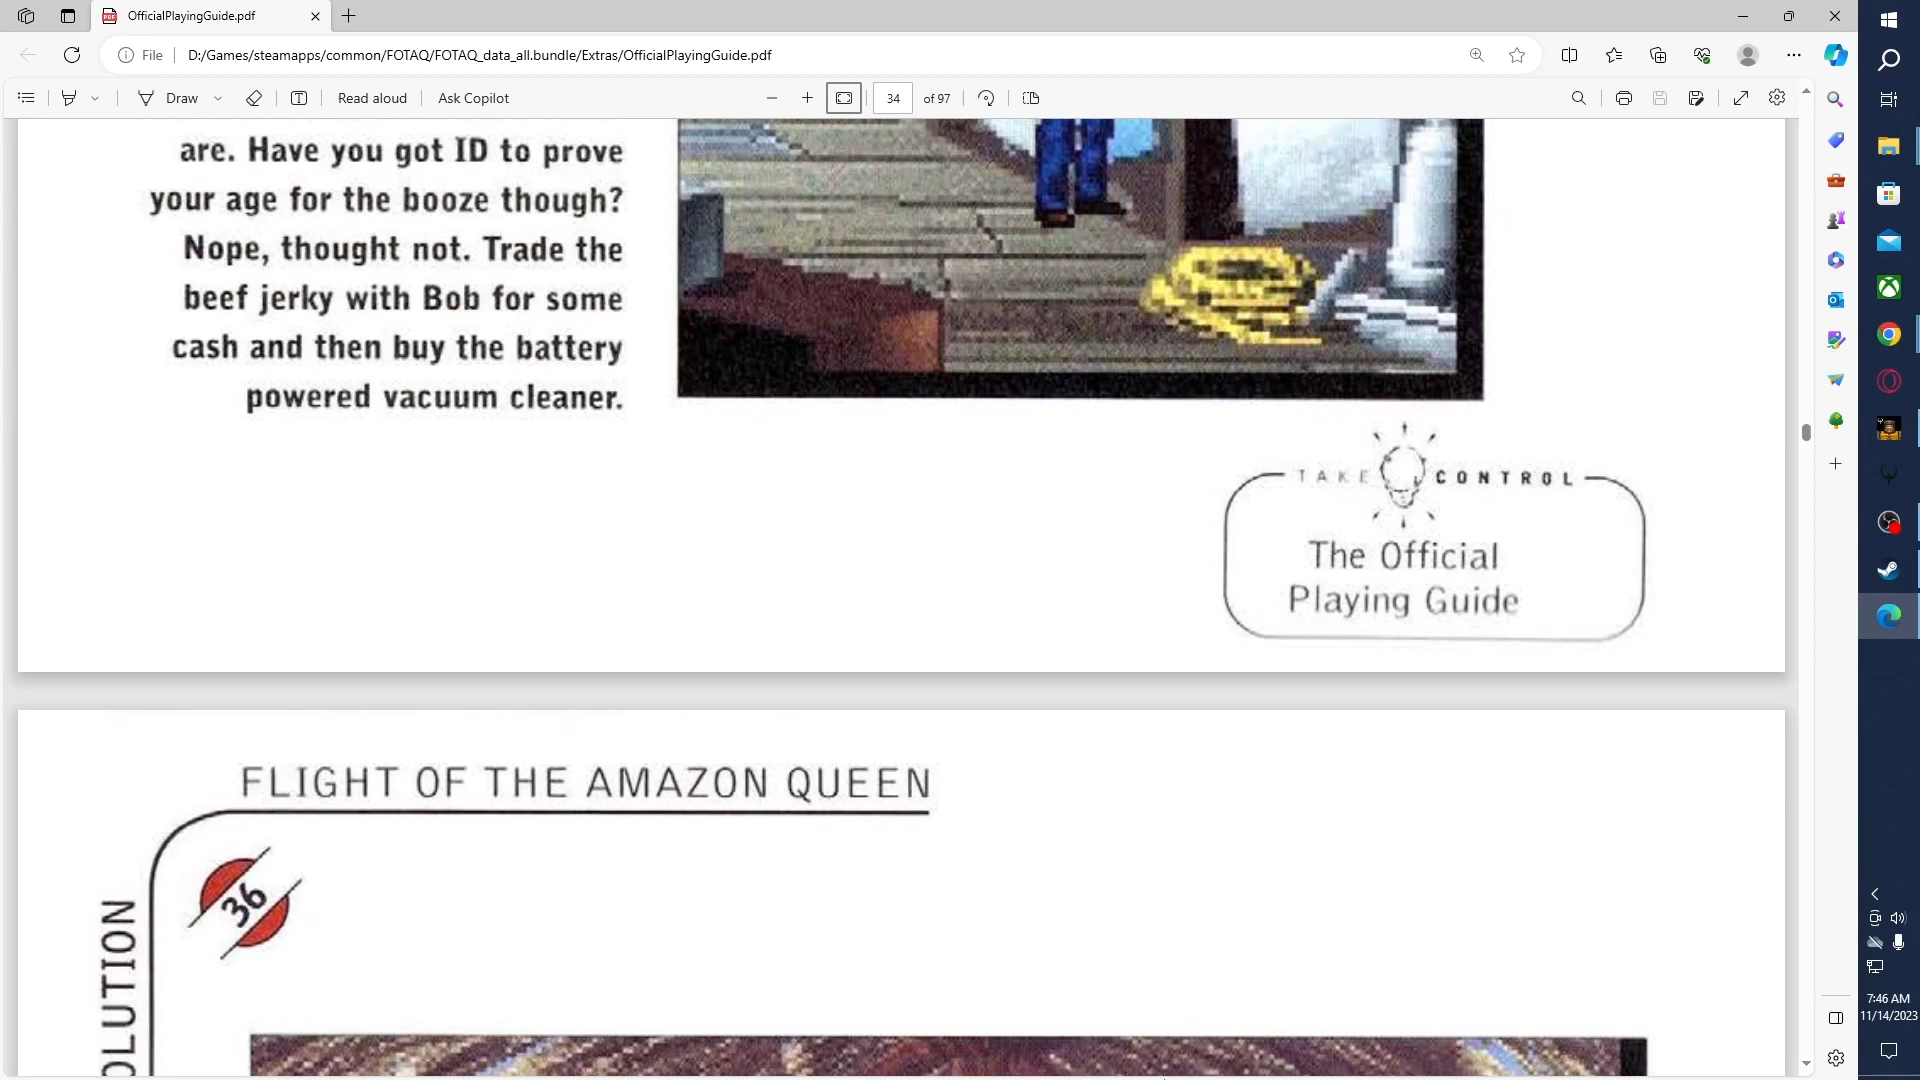 OfficialPlayingGuide.pdf
File
D:/Games/steamapps/common/FOTAQ/FOTAQ_data_all.bundle/Extras/OfficialPlayingGuide.pdf
Draw
Read aloud
Ask Copilot
34 of 97
are. Have you got ID to prove
your age for the booze though?
Nope, thought not. Trade the
beef jerky with Bob for some
cash and then buy the battery
powered vacuum cleaner.
TAKE CONTROL
The Official
Playing Guide
FLIGHT OF THE AMAZON QUEEN
36
OLUTION
7:46 AM
11/14/2023